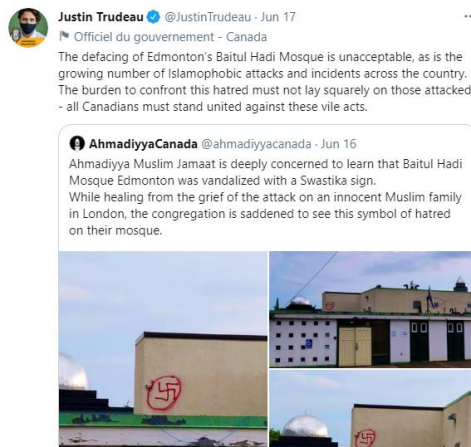 Justin Trudeau @JustinTrudeau · Jun 17
Officiel du gouvernement - Canada
The defacing of Edmonton's Baitul Hadi Mosque is unacceptable, as is the
growing number of Islamophobic attacks and incidents across the country.
The burden to confront this hatred must not lay squarely on those attacked
- all Canadians must stand united against these vile acts.
AhmadiyyaCanada @ahmadiyyacanada · Jun 16
Ahmadiyya Muslim Jamaat is deeply concerned to learn that Baitul Hadi
Mosque Edmonton was vandalized with a Swastika sign.
While healing from the grief of the attack on an innocent Muslim family
in London, the congregation is saddened to see this symbol of hatred
on their mosque.